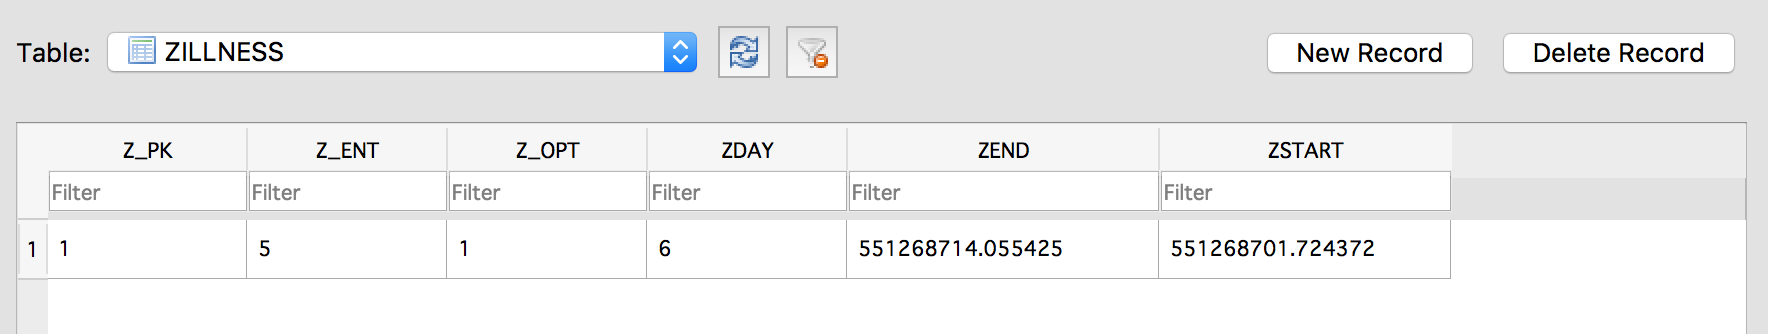 Table: ZILLNESS New Record Delete Record
Z_PK Z_ENT Z_OPT ZDAY ZEND ZSTART
Filter Filter Filter Filter Filter Filter
1 1 5 1 6 551268714.055425 551268701.724372